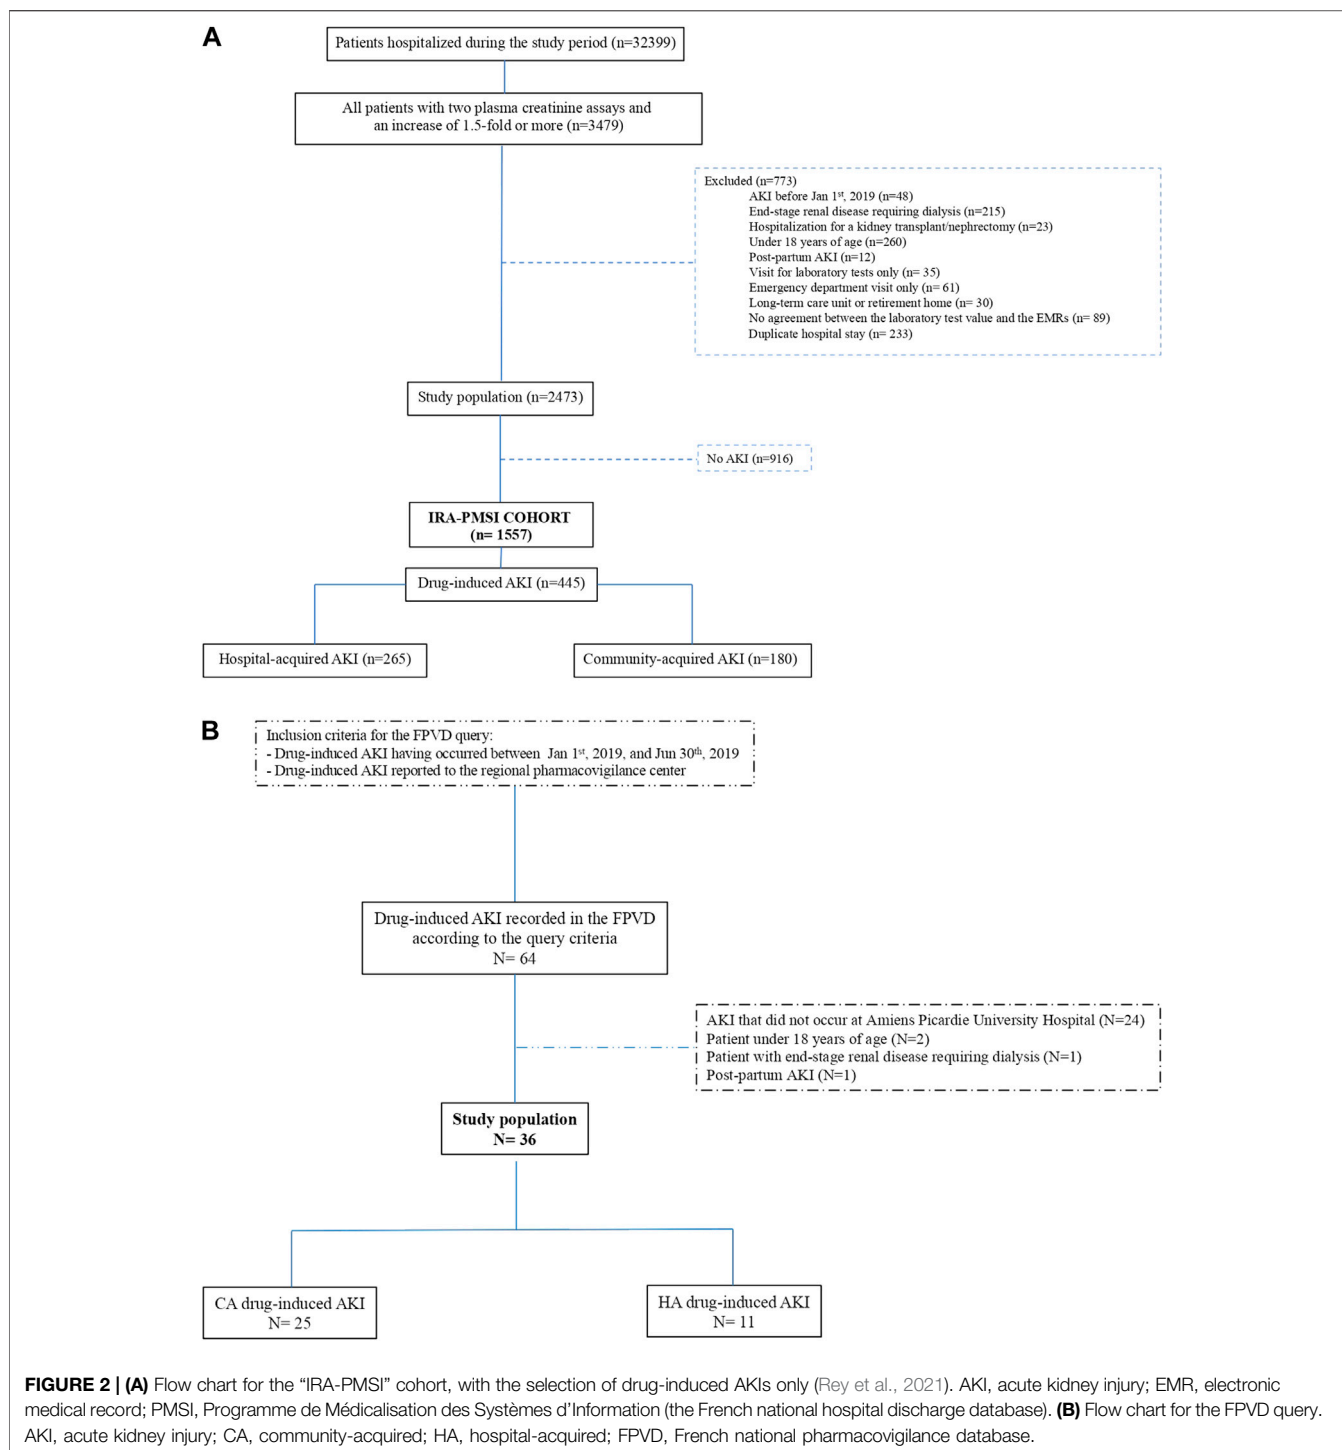 A
Patients hospitalized during the study period (n=32399)
All patients with two plasma creatinine assays and
an increase of 1.5-fold or more (n=3479)
Excluded (n=773)
AKI before Jan 1st, 2019 (n=48)
End-stage renal disease requiring dialysis (n=215)
Hospitalization for a kidney transplant/nephrectomy (n=23)
Under 18 years of age (n=260)
Post-partum AKI (n=12)
Visit for laboratory tests only (n= 35)
Emergency department visit only (n= 61)
Long-term care unit or retirement home (n= 30)
No agreement between the laboratory test value and the EMRs (n= 89)
Duplicate hospital stay (n= 233)
Study population (n=2473)
No AKI (n=916)
IRA-PMSI COHORT
(n= 1557)
Drug-induced AKI (n=445)
Hospital-acquired AKI (n=265)
Community-acquired AKI (n=180)
B
Inclusion criteria for the FPVD query:
- Drug-induced AKI having occurred between Jan 1st, 2019, and Jun 30th, 2019
- Drug-induced AKI reported to the regional pharmacovigilance center
Drug-induced AKI recorded in the FPVD
according to the query criteria
N= 64
AKI that did not occur at Amiens Picardie University Hospital (N=24)
Patient under 18 years of age (N=2)
Patient with end-stage renal disease requiring dialysis (N=1)
Post-partum AKI (N=1)
Study population
N= 36
CA drug-induced AKI
N= 25
HA drug-induced AKI
N= 11
FIGURE 2 | (A) Flow chart for the “IRA-PMSI” cohort, with the selection of drug-induced AKIs only (Rey et al., 2021). AKI, acute kidney injury; EMR, electronic
medical record; PMSI, Programme de Médicalisation des Systèmes d’Information (the French national hospital discharge database). (B) Flow chart for the FPVD query.
AKI, acute kidney injury; CA, community-acquired; HA, hospital-acquired; FPVD, French national pharmacovigilance database.